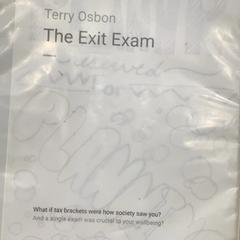 Terry Osbon
The Exit Exam
What if tax brackets were how society saw you?
And a single exam was crucial to your wellbeing?